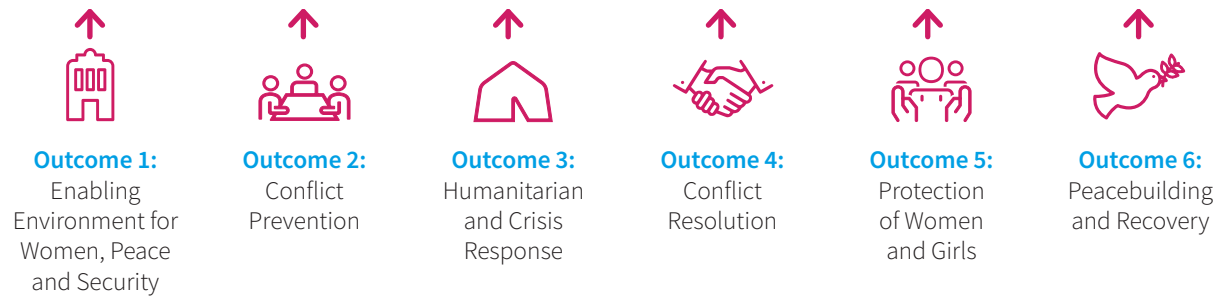 Outcome 1:
Enabling
Environment for
Women, Peace
and Security
Outcome 2:
Conflict
Prevention
Outcome 3:
Humanitarian
and Crisis
Response
Outcome 4:
Conflict
Resolution
Outcome 5:
Protection
of Women
and Girls
Outcome 6:
Peacebuilding
and Recovery